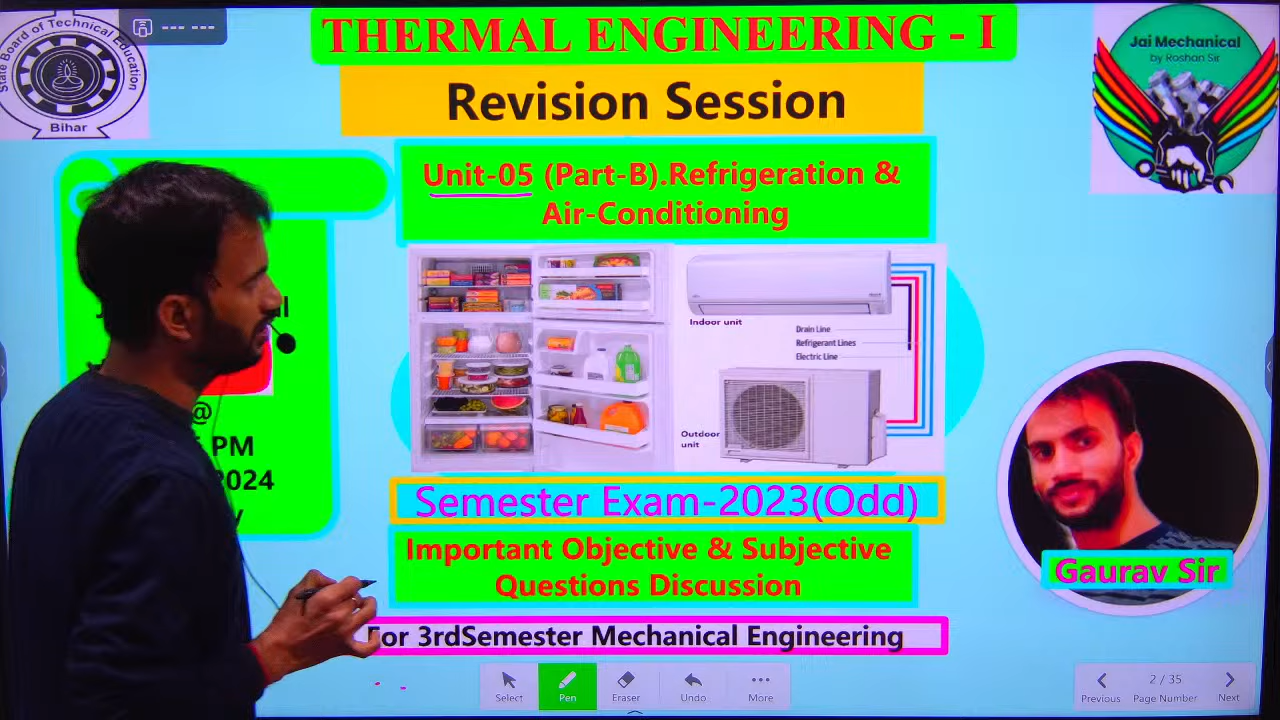 State Board of Technical Education
Bihar
THERMAL ENGINEERING - I
Revision Session
Jai Mechanical
by Roshan Sir
Unit-05 (Part-B).Refrigeration &
Air-Conditioning
Indoor unit
Drain Line
Refrigerant Lines
Electric Line
Outdoor
unit
@
PM
2024
Semester Exam-2023(Odd)
Important Objective & Subjective
Questions Discussion
For 3rdSemester Mechanical Engineering
Gaurav Sir
Select
Pen
Eraser
Undo
More
Previous
2 / 35
Page Number
Next